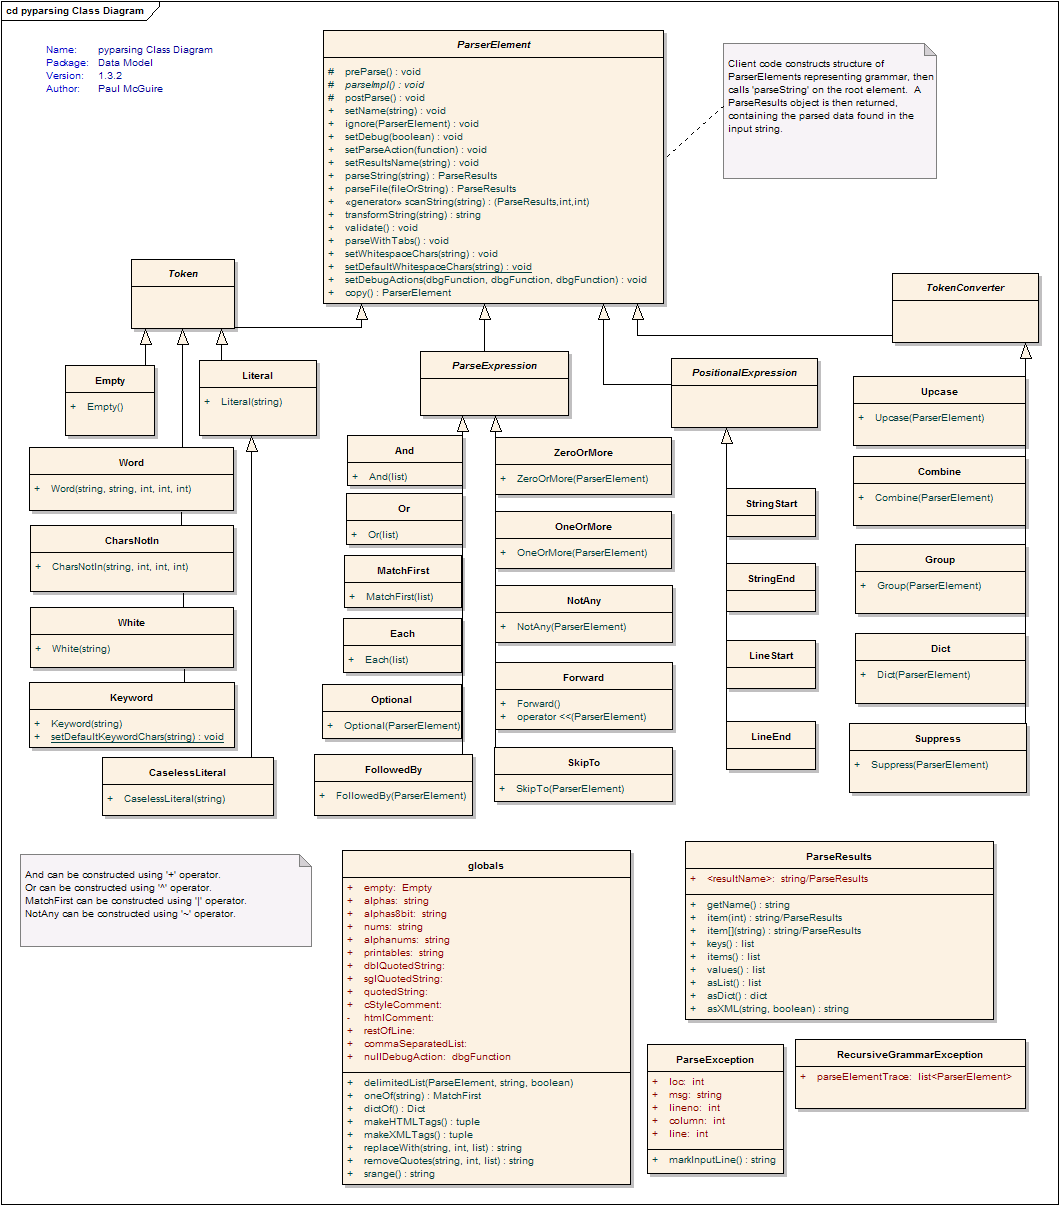 cd pyparsing Class Diagram
Name: pyparsing Class Diagram
Package: Data Model
Version: 1.3.2
Author: Paul McGuire
ParserElement
# preParse() : void
# parseImpl() : void
# postParse() : void
+ setName(string) : void
+ ignore(ParserElement) : void
+ setDebug(boolean) : void
+ setParseAction(function) : void
+ setResultsName(string) : void
+ parseString(string) : ParseResults
+ parseFile(fileOrString) : ParseResults
+ «generator» scanString(string) : (ParseResults,int,int)
+ transformString(string) : string
+ validate() : void
+ parseWithTabs() : void
+ setWhitespaceChars(string) : void
+ setDefaultWhitespaceChars(string) : void
+ setDebugActions(dbgFunction, dbgFunction, dbgFunction) : void
+ copy() : ParserElement
Client code constructs structure of
ParserElements representing grammar, then
calls 'parseString' on the root element. A
ParseResults object is then returned,
containing the parsed data found in the
input string.
Token
TokenConverter
ParseExpression
PositionalExpression
Empty
+ Empty()
Literal
+ Literal(string)
Word
+ Word(string, string, int, int, int)
CharsNotIn
+ CharsNotIn(string, int, int, int)
White
+ White(string)
Keyword
+ Keyword(string)
+ setDefaultKeywordChars(string) : void
CaselessLiteral
+ CaselessLiteral(string)
And
+ And(list)
Or
+ Or(list)
MatchFirst
+ MatchFirst(list)
Each
+ Each(list)
Optional
+ Optional(ParserElement)
FollowedBy
+ FollowedBy(ParserElement)
ZeroOrMore
+ ZeroOrMore(ParserElement)
OneOrMore
+ OneOrMore(ParserElement)
NotAny
+ NotAny(ParserElement)
Forward
+ Forward()
+ operator <<(ParserElement)
SkipTo
+ SkipTo(ParserElement)
StringStart
StringEnd
LineStart
LineEnd
Upcase
+ Upcase(ParserElement)
Combine
+ Combine(ParserElement)
Group
+ Group(ParserElement)
Dict
+ Dict(ParserElement)
Suppress
+ Suppress(ParserElement)
And can be constructed using '+' operator.
Or can be constructed using '^' operator.
MatchFirst can be constructed using '|' operator.
NotAny can be constructed using '~' operator.
globals
+ empty: Empty
+ alphas: string
+ alphas8bit: string
+ nums: string
+ alphanums: string
+ printables: string
+ dblQuotedString:
+ sglQuotedString:
+ quotedString:
+ cStyleComment:
- htmlComment:
+ restOfLine:
+ commaSeparatedList:
+ nullDebugAction: dbgFunction
+ delimitedList(ParserElement, string, boolean)
+ oneOf(string) : MatchFirst
+ dictOf() : Dict
+ makeHTMLTags() : tuple
+ makeXMLTags() : tuple
+ replaceWith(string, int, list) : string
+ removeQuotes(string, int, list) : string
+ srange() : string
ParseResults
+ <resultName>: string/ParseResults
+ getName() : string
+ item(int) : string/ParseResults
+ item[](string) : string/ParseResults
+ keys() : list
+ items() : list
+ values() : list
+ asList() : list
+ asDict() : dict
+ asXML(string, boolean) : string
ParseException
+ loc: int
+ msg: string
+ lineno: int
+ column: int
+ line: int
+ markInputLine() : string
RecursiveGrammarException
+ parseElementTrace: list<ParserElement>